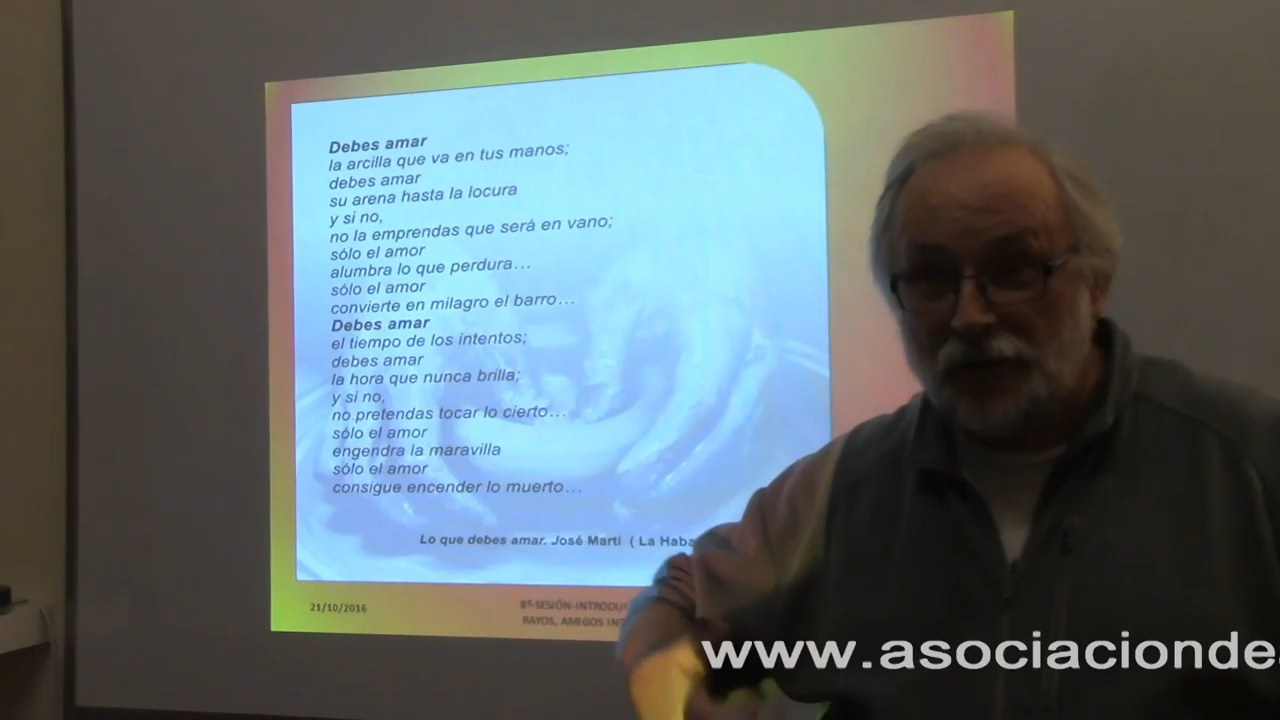 Debes amar
la arcilla que va en tus manos;
debes amar
su arena hasta la locura
y si no,
no la emprendas que será en vano;
sólo el amor
alumbra lo que perdura...
sólo el amor
convierte en milagro el barro...
Debes amar
el tiempo de los intentos;
debes amar
la hora que nunca brilla;
y si no,
no pretendas tocar lo cierto...
sólo el amor
engendra la maravilla
sólo el amor
consigue encender lo muerto...
Lo que debes amar. José Martí ( La Haba
21/10/2016
8ª-SESIÓN-INTRODU
RAYOS, AMIGOS IN
www.asociacionde